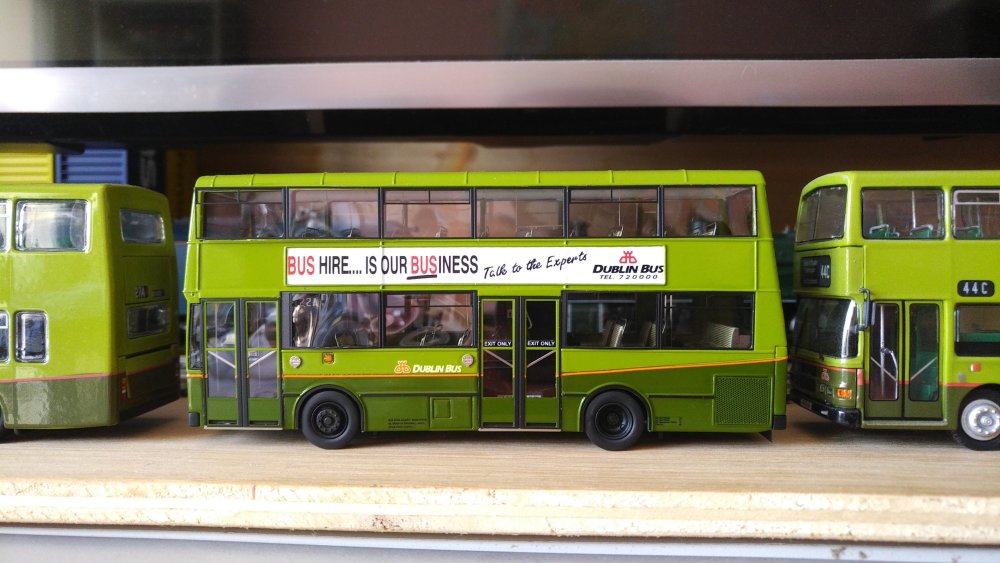 BUS HIRE.... IS OUR BUSINESS Talk to the Experts
DUBLIN BUS
TEL. 720000
44C
44C
22A
EXIT ONLY
EXIT ONLY
DUBLIN BUS